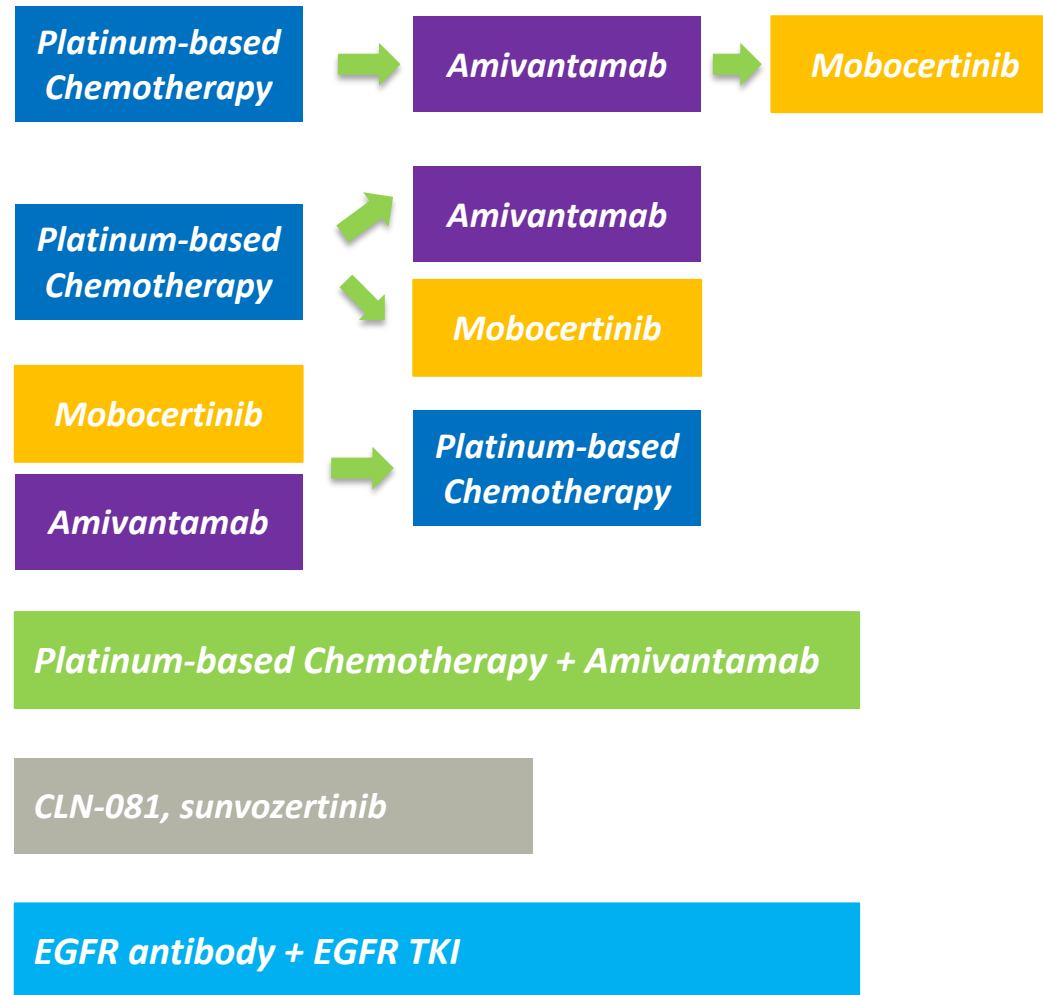 Platinum-based
Chemotherapy
Amivantamab
Mobocertinib
Platinum-based
Chemotherapy
Amivantamab
Mobocertinib
Mobocertinib
Amivantamab
Platinum-based
Chemotherapy
Platinum-based Chemotherapy + Amivantamab
CLN-081, sunvozertinib
EGFR antibody + EGFR TKI